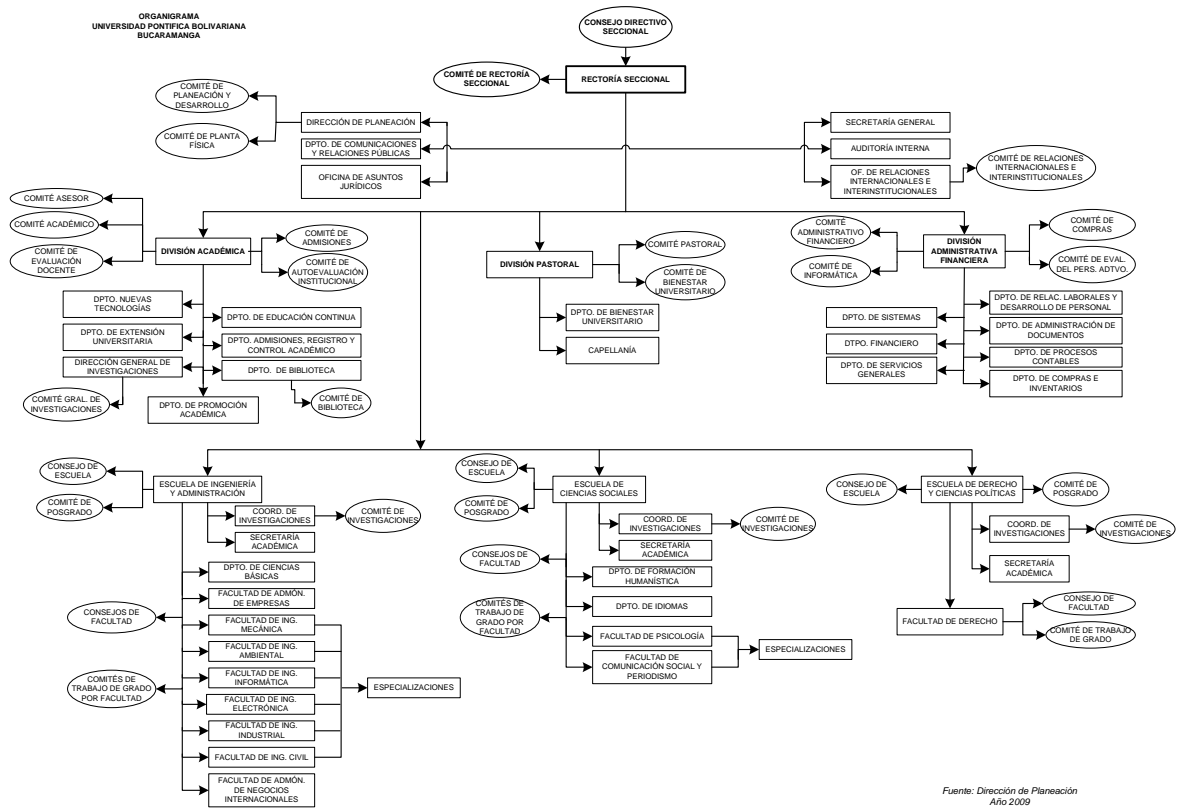 ORGANIGRAMA
UNIVERSIDAD PONTIFICA BOLIVARIANA
BUCARAMANGA
CONSEJO DIRECTIVO
SECCIONAL
COMITÉ DE RECTORÍA
SECCIONAL
RECTORÍA SECCIONAL
COMITÉ DE
PLANEACIÓN Y
DESARROLLO
COMITÉ DE PLANTA
FÍSICA
DIRECCIÓN DE PLANEACIÓN
DPTO. DE COMUNICACIONES
Y RELACIONES PÚBLICAS
OFICINA DE ASUNTOS
JURÍDICOS
SECRETARÍA GENERAL
AUDITORÍA INTERNA
OF. DE RELACIONES
INTERNACIONALES E
INTERINSTITUCIONALES
COMITÉ DE RELACIONES
INTERNACIONALES E
INTERINSTITUCIONALES
COMITÉ ASESOR
COMITÉ ACADÉMICO
COMITÉ DE
EVALUACIÓN
DOCENTE
DIVISIÓN ACADÉMICA
COMITÉ DE
ADMISIONES
COMITÉ DE
AUTOEVALUACIÓN
INSTITUCIONAL
DIVISIÓN PASTORAL
COMITÉ PASTORAL
COMITÉ DE
BIENESTAR
UNIVERSITARIO
COMITÉ
ADMINISTRATIVO
FINANCIERO
COMITÉ DE
INFORMÁTICA
DIVISIÓN
ADMINISTRATIVA
FINANCIERA
COMITÉ DE
COMPRAS
COMITÉ DE EVAL.
DEL PERS. ADTVO.
DPTO. NUEVAS
TECNOLOGÍAS
DPTO. DE EXTENSIÓN
UNIVERSITARIA
DIRECCIÓN GENERAL DE
INVESTIGACIONES
COMITÉ GRAL. DE
INVESTIGACIONES
DPTO. DE EDUCACIÓN CONTINUA
DPTO. ADMISIONES, REGISTRO Y
CONTROL ACADÉMICO
DPTO. DE BIBLIOTECA
COMITÉ DE
BIBLIOTECA
DPTO. DE PROMOCIÓN
ACADÉMICA
DPTO. DE BIENESTAR
UNIVERSITARIO
CAPELLANÍA
DPTO. DE SISTEMAS
DTPO. FINANCIERO
DPTO. DE SERVICIOS
GENERALES
DPTO. DE RELAC. LABORALES Y
DESARROLLO DE PERSONAL
DPTO. DE ADMINISTRACIÓN DE
DOCUMENTOS
DPTO. DE PROCESOS
CONTABLES
DPTO. DE COMPRAS E
INVENTARIOS
CONSEJO DE
ESCUELA
COMITÉ DE
POSGRADO
ESCUELA DE INGENIERÍA
Y ADMINISTRACIÓN
COORD. DE
INVESTIGACIONES
COMITÉ DE
INVESTIGACIONES
SECRETARÍA
ACADÉMICA
DPTO. DE CIENCIAS
BÁSICAS
FACULTAD DE ADMÓN.
DE EMPRESAS
FACULTAD DE ING.
MECÁNICA
FACULTAD DE ING.
AMBIENTAL
FACULTAD DE ING.
INFORMÁTICA
FACULTAD DE ING.
ELECTRÓNICA
FACULTAD DE ING.
INDUSTRIAL
FACULTAD DE ING. CIVIL
FACULTAD DE ADMÓN.
DE NEGOCIOS
INTERNACIONALES
CONSEJOS DE
FACULTAD
COMITÉS DE
TRABAJO DE GRADO
POR FACULTAD
ESPECIALIZACIONES
CONSEJO DE
ESCUELA
COMITÉ DE
POSGRADO
ESCUELA DE
CIENCIAS SOCIALES
COORD. DE
INVESTIGACIONES
COMITÉ DE
INVESTIGACIONES
SECRETARÍA
ACADÉMICA
CONSEJOS DE
FACULTAD
DPTO. DE FORMACIÓN
HUMANÍSTICA
COMITÉS DE
TRABAJO DE
GRADO POR
FACULTAD
DPTO. DE IDIOMAS
FACULTAD DE PSICOLOGÍA
FACULTAD DE
COMUNICACIÓN SOCIAL Y
PERIODISMO
ESPECIALIZACIONES
CONSEJO DE
ESCUELA
ESCUELA DE DERECHO
Y CIENCIAS POLÍTICAS
COMITÉ DE
POSGRADO
COORD. DE
INVESTIGACIONES
COMITÉ DE
INVESTIGACIONES
SECRETARÍA
ACADÉMICA
FACULTAD DE DERECHO
CONSEJO DE
FACULTAD
COMITÉ DE TRABAJO
DE GRADO
Fuente: Dirección de Planeación
Año 2009